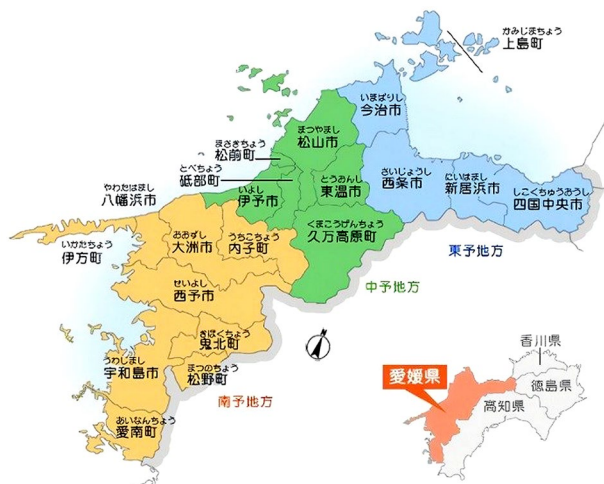 かみじまちょう
上島町
いまばりし
今治市
まつやまし
松山市
まさきちょう
松前町
とべちょう
砥部町
とうおんし
東温市
さいじょうし
西条市
にいはまし
新居浜市
しこくちゅうおうし
四国中央市
やわたはまし
八幡浜市
いよし
伊予市
くまこうげんちょう
久万高原町
いかたちょう
伊方町
おおずし
大洲市
うちこちょう
内子町
東予地方
せいよし
西予市
中予地方
きほくちょう
鬼北町
うわじまし
宇和島市
まつのちょう
松野町
南予地方
あいなんちょう
愛南町
香川県
愛媛県
徳島県
高知県